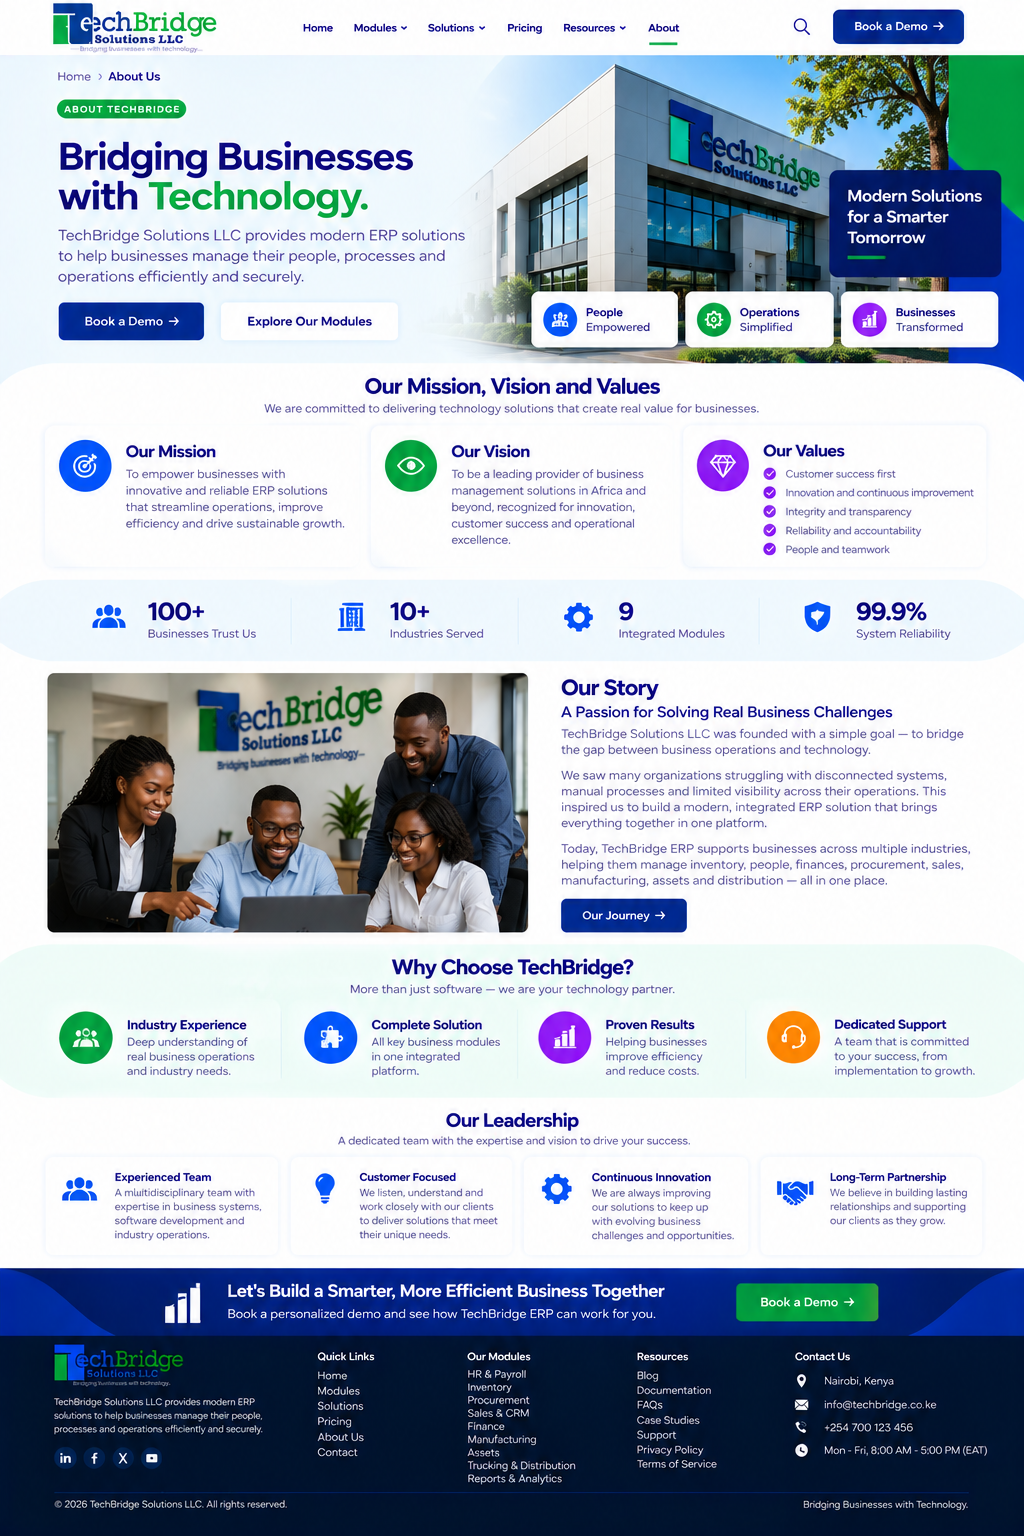 TechBridge
Solutions LLC
Bridging Businesses with technology...
Home
Modules
Solutions
Pricing
Resources
About
Book a Demo →
Home › About Us
ABOUT TECHBRIDGE
Bridging Businesses
with Technology.
TechBridge Solutions LLC provides modern ERP solutions
to help businesses manage their people, processes and
operations efficiently and securely.
Book a Demo →
Explore Our Modules
TechBridge
Solutions LLC
Modern Solutions
for a Smarter
Tomorrow
People
Empowered
Operations
Simplified
Businesses
Transformed
Our Mission, Vision and Values
We are committed to delivering technology solutions that create real value for businesses.
Our Mission
To empower businesses with
innovative and reliable ERP solutions
that streamline operations, improve
efficiency and drive sustainable growth.
Our Vision
To be a leading provider of business
management solutions in Africa and
beyond, recognized for innovation,
customer success and operational
excellence.
Our Values
Customer success first
Innovation and continuous improvement
Integrity and transparency
Reliability and accountability
People and teamwork
100+
Businesses Trust Us
10+
Industries Served
9
Integrated Modules
99.9%
System Reliability
TechBridge
Solutions LLC
Bridging businesses with technology...
Our Story
A Passion for Solving Real Business Challenges
TechBridge Solutions LLC was founded with a simple goal — to bridge
the gap between business operations and technology.
We saw many organizations struggling with disconnected systems,
manual processes and limited visibility across their operations. This
inspired us to build a modern, integrated ERP solution that brings
everything together in one platform.
Today, TechBridge ERP supports businesses across multiple industries,
helping them manage inventory, people, finances, procurement, sales,
manufacturing, assets and distribution — all in one place.
Our Journey →
Why Choose TechBridge?
More than just software — we are your technology partner.
Industry Experience
Deep understanding of
real business operations
and industry needs.
Complete Solution
All key business modules
in one integrated
platform.
Proven Results
Helping businesses
improve efficiency
and reduce costs.
Dedicated Support
A team that is committed
to your success, from
implementation to growth.
Our Leadership
A dedicated team with the expertise and vision to drive your success.
Experienced Team
A multidisciplinary team with
expertise in business systems,
software development and
industry operations.
Customer Focused
We listen, understand and
work closely with our clients
to deliver solutions that meet
their unique needs.
Continuous Innovation
We are always improving
our solutions to keep up
with evolving business
challenges and opportunities.
Long-Term Partnership
We believe in building lasting
relationships and supporting
our clients as they grow.
Let's Build a Smarter, More Efficient Business Together
Book a personalized demo and see how TechBridge ERP can work for you.
Book a Demo →
TechBridge
Solutions LLC
Bridging Businesses with technology...
TechBridge Solutions LLC provides modern ERP
solutions to help businesses manage their people,
processes and operations efficiently and securely.
in
f
X
Quick Links
Home
Modules
Solutions
Pricing
About Us
Contact
Our Modules
HR & Payroll
Inventory
Procurement
Sales & CRM
Finance
Manufacturing
Assets
Trucking & Distribution
Reports & Analytics
Resources
Blog
Documentation
FAQs
Case Studies
Support
Privacy Policy
Terms of Service
Contact Us
Nairobi, Kenya
info@techbridge.co.ke
+254 700 123 456
Mon - Fri, 8:00 AM - 5:00 PM (EAT)
© 2026 TechBridge Solutions LLC. All rights reserved.
Bridging Businesses with Technology.